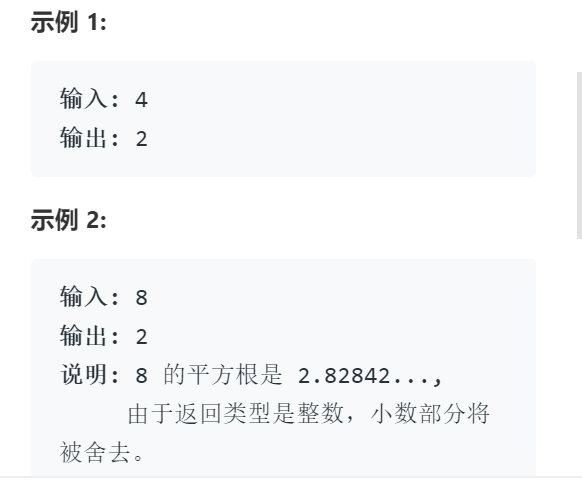 示例 1:
输入: 4
输出: 2
示例 2:
输入: 8
输出: 2
说明: 8 的平方根是 2.82842...,
由于返回类型是整数，小数部分将
被舍去。